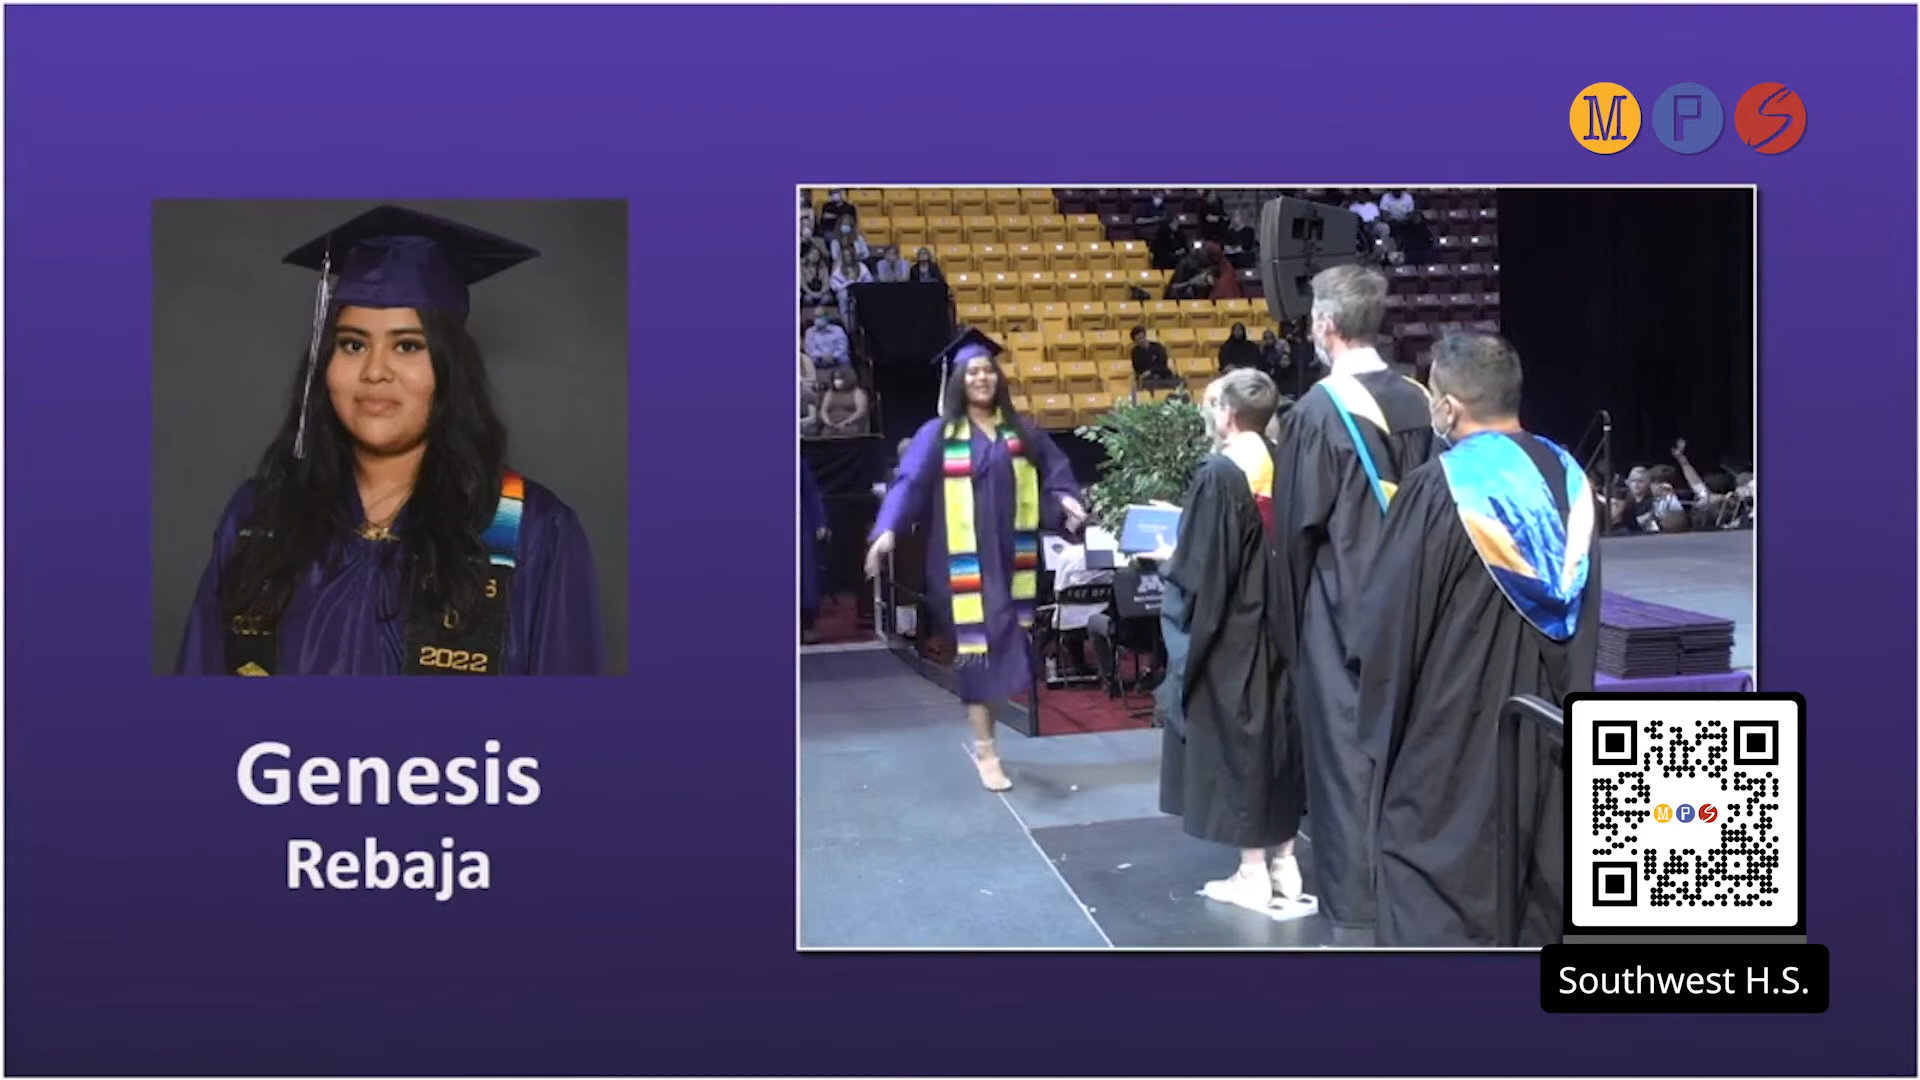 M P S
Genesis
Rebaja
2022
M P S
Southwest H.S.